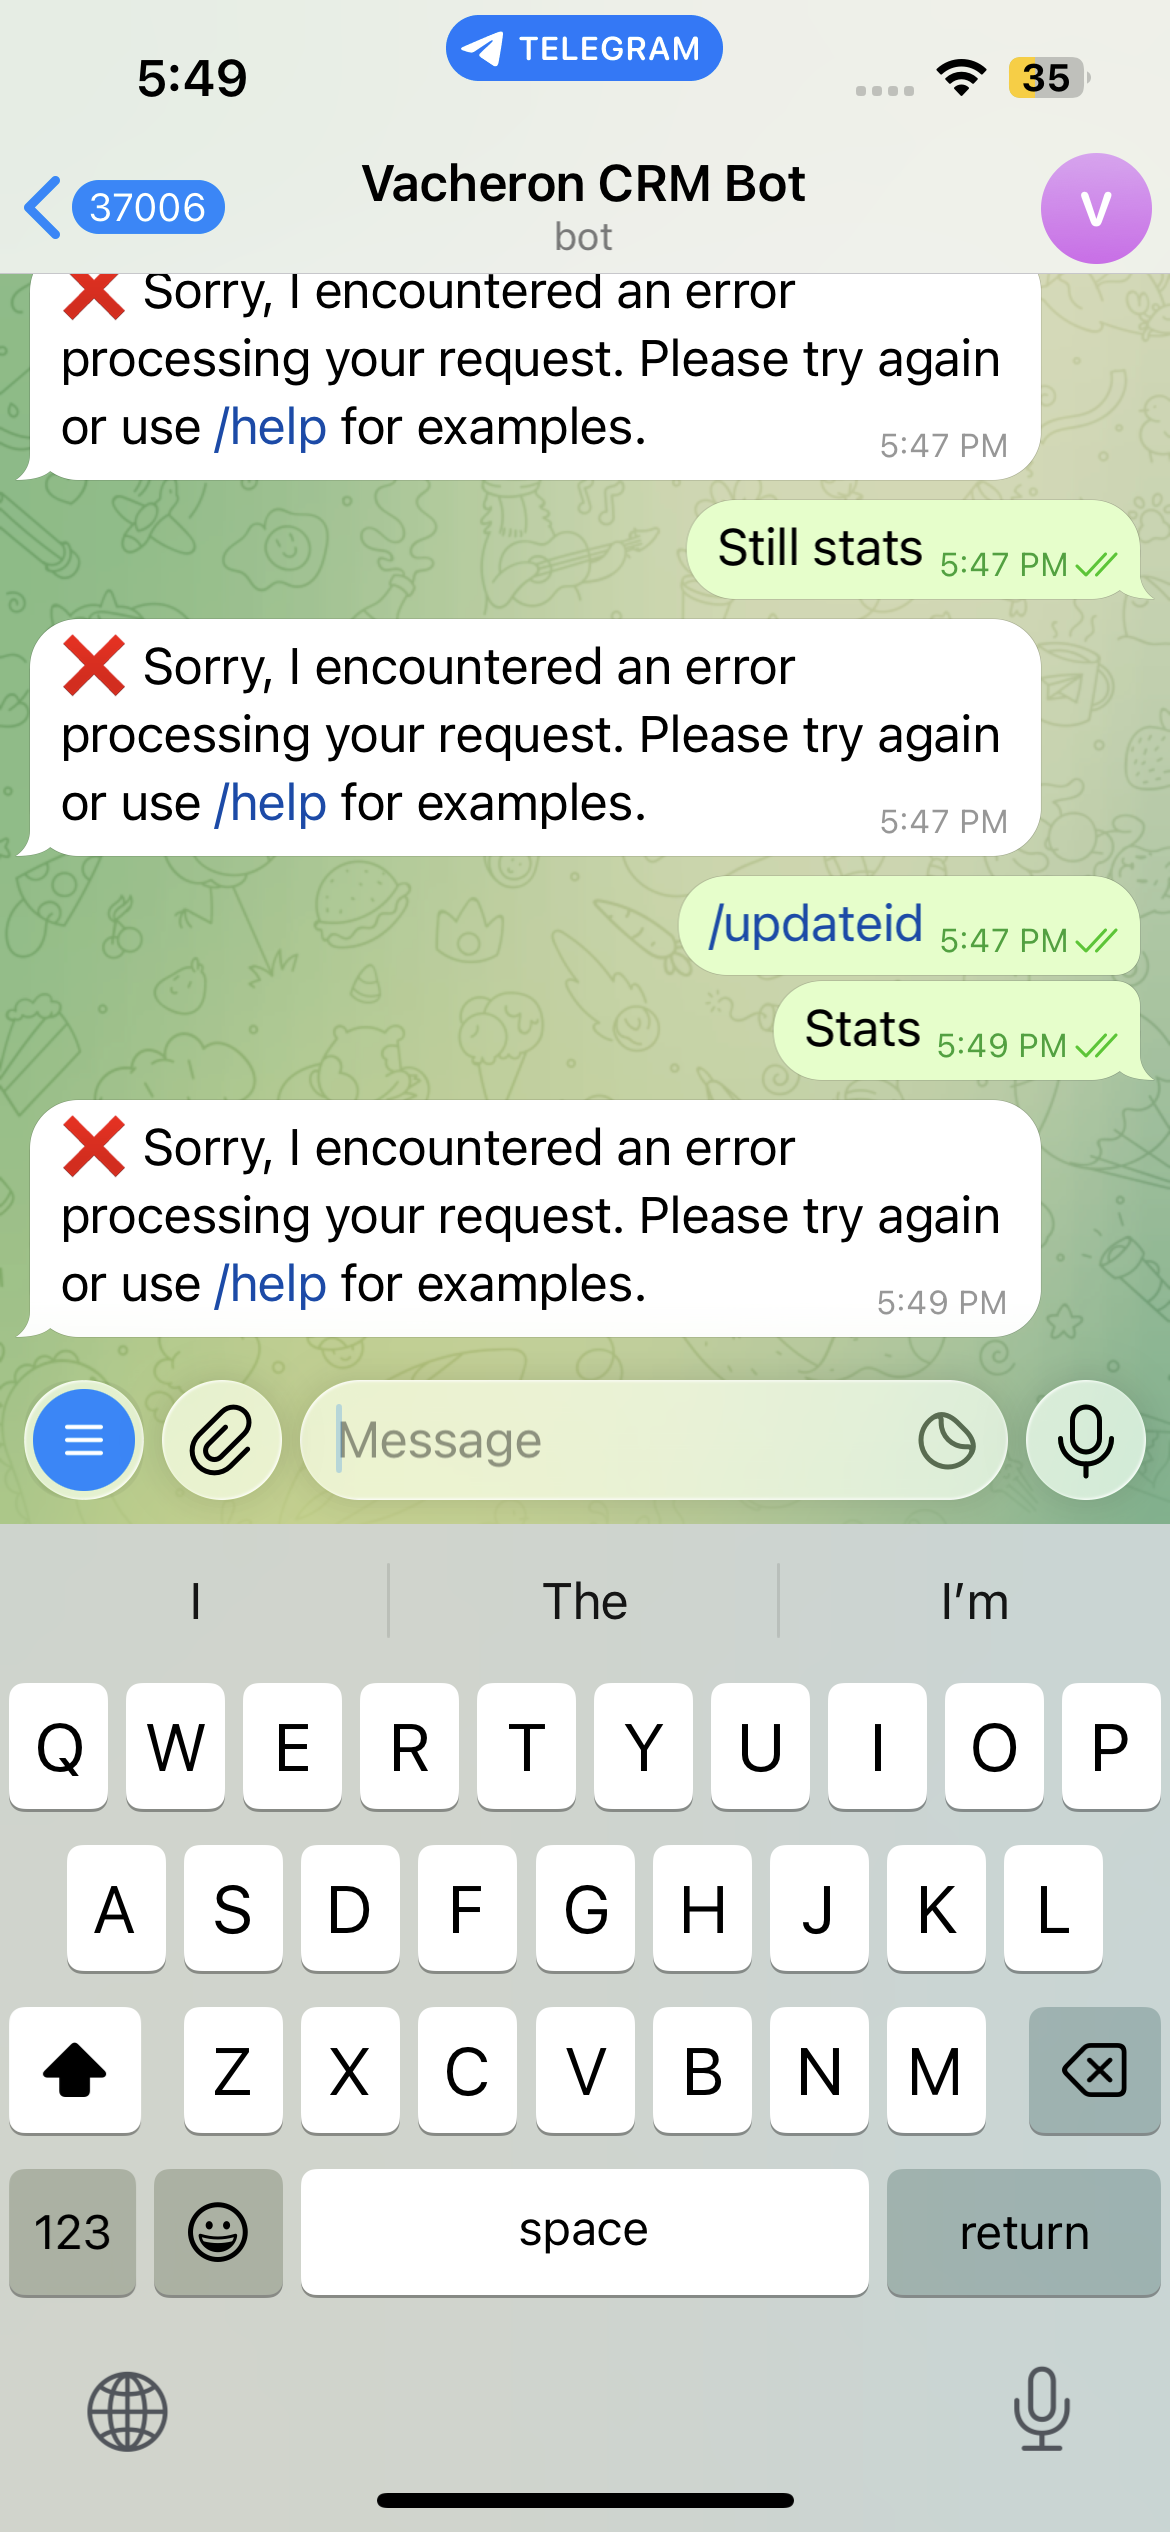 5:49
TELEGRAM
35
37006
Vacheron CRM Bot
bot
V
❌ Sorry, I encountered an error
processing your request. Please try again
or use /help for examples.
5:47 PM
Still stats 5:47 PM
❌ Sorry, I encountered an error
processing your request. Please try again
or use /help for examples.
5:47 PM
/updateid 5:47 PM
Stats 5:49 PM
❌ Sorry, I encountered an error
processing your request. Please try again
or use /help for examples.
5:49 PM
Message
I The I’m
Q W E R T Y U I O P
A S D F G H J K L
Z X C V B N M
123 space return